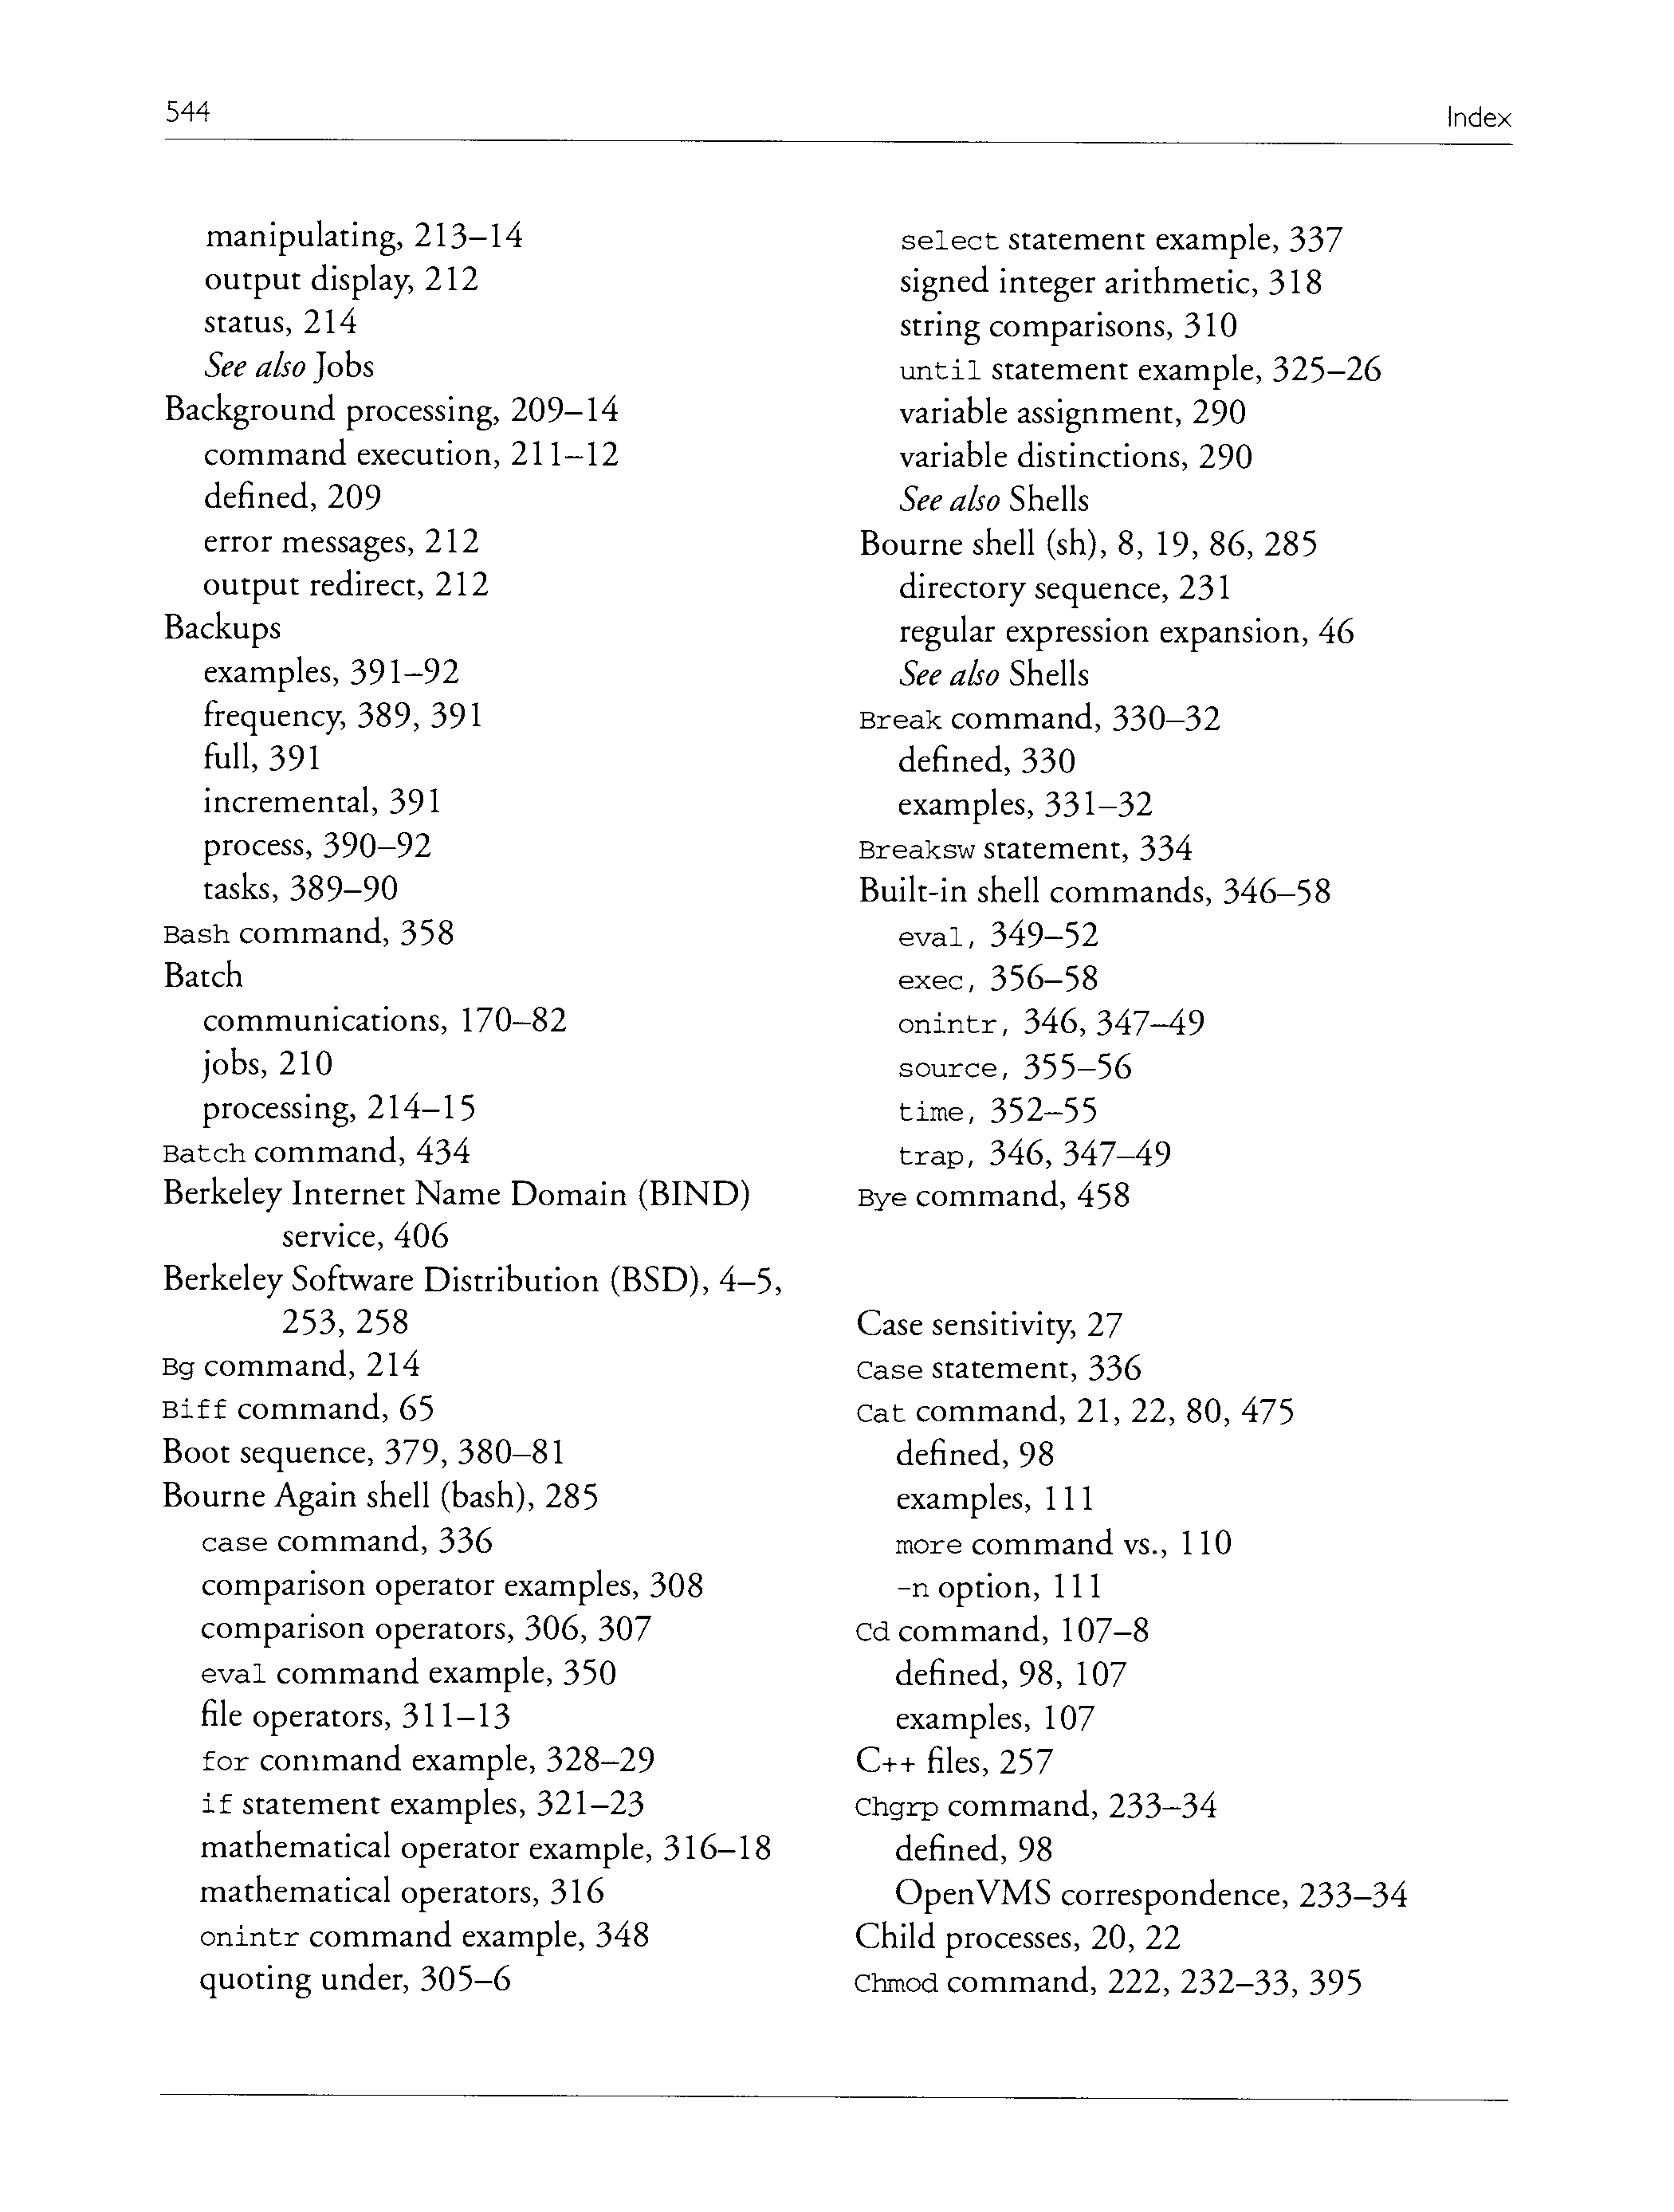 544
Index
manipulating, 213–14
output display, 212
status, 214
See also Jobs
Background processing, 209–14
command execution, 211–12
defined, 209
error messages, 212
output redirect, 212
Backups
examples, 391–92
frequency, 389, 391
full, 391
incremental, 391
process, 390–92
tasks, 389–90
Bash command, 358
Batch
communications, 170–82
jobs, 210
processing, 214–15
Batch command, 434
Berkeley Internet Name Domain (BIND)
service, 406
Berkeley Software Distribution (BSD), 4–5,
253, 258
Bg command, 214
Biff command, 65
Boot sequence, 379, 380–81
Bourne Again shell (bash), 285
case command, 336
comparison operator examples, 308
comparison operators, 306, 307
eval command example, 350
file operators, 311–13
for command example, 328–29
if statement examples, 321–23
mathematical operator example, 316–18
mathematical operators, 316
onintr command example, 348
quoting under, 305–6
select statement example, 337
signed integer arithmetic, 318
string comparisons, 310
until statement example, 325–26
variable assignment, 290
variable distinctions, 290
See also Shells
Bourne shell (sh), 8, 19, 86, 285
directory sequence, 231
regular expression expansion, 46
See also Shells
Break command, 330–32
defined, 330
examples, 331–32
Breaksw statement, 334
Built-in shell commands, 346–58
eval, 349–52
exec, 356–58
onintr, 346, 347–49
source, 355–56
time, 352–55
trap, 346, 347–49
Bye command, 458
Case sensitivity, 27
Case statement, 336
Cat command, 21, 22, 80, 475
defined, 98
examples, 111
more command vs., 110
-n option, 111
Cd command, 107–8
defined, 98, 107
examples, 107
C++ files, 257
Chgrp command, 233–34
defined, 98
OpenVMS correspondence, 233–34
Child processes, 20, 22
Chmod command, 222, 232–33, 395